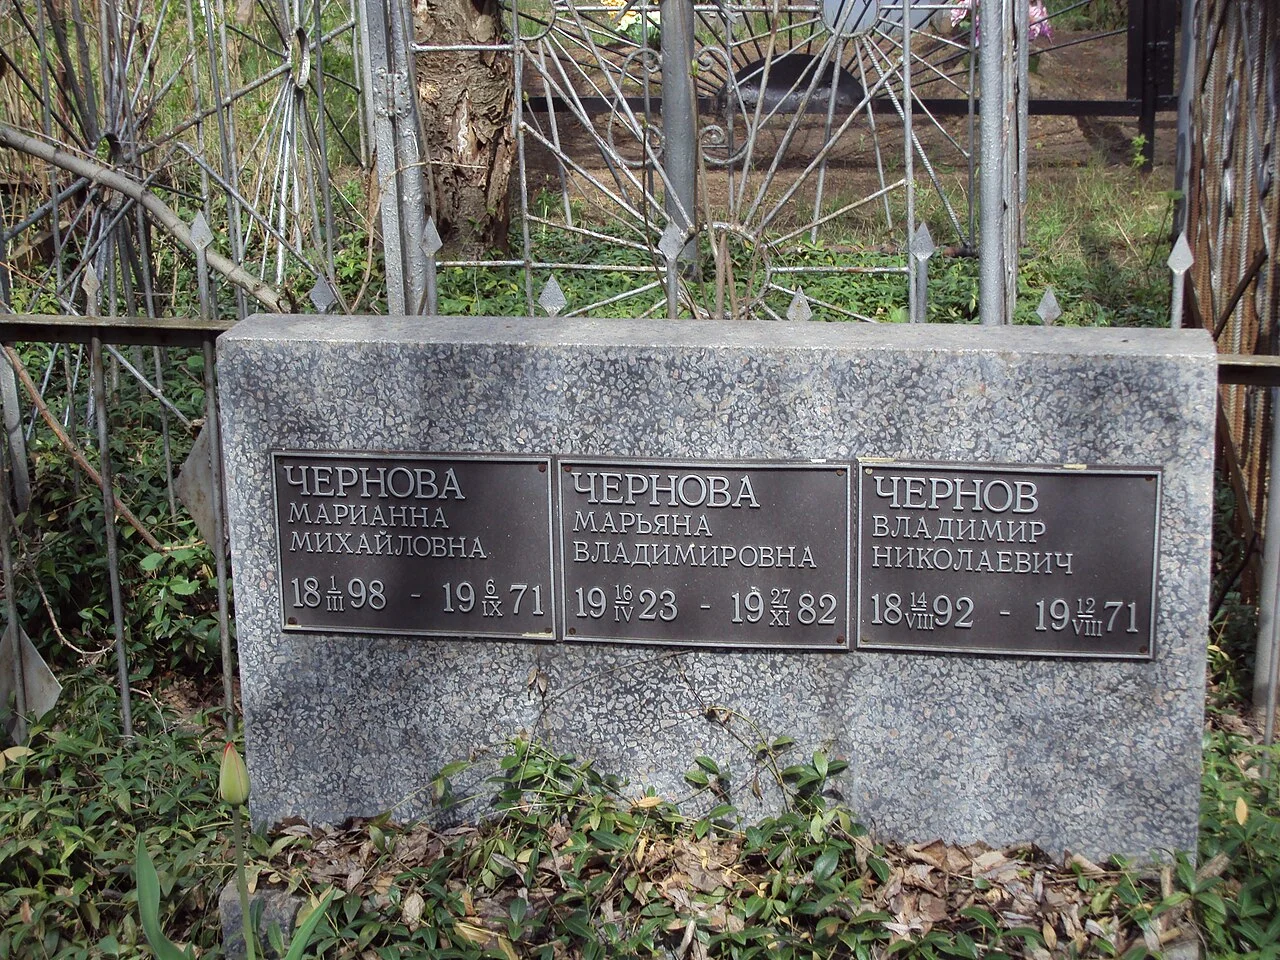 ЧЕРНОВА
МАРИАННА
МИХАЙЛОВНА
18 1/III 98 - 19 6/IX 71
ЧЕРНОВА
МАРЬЯНА
ВЛАДИМИРОВНА
19 16/IV 23 - 19 27/XI 82
ЧЕРНОВ
ВЛАДИМИР
НИКОЛАЕВИЧ
18 14/VIII 92 - 19 12/VIII 71